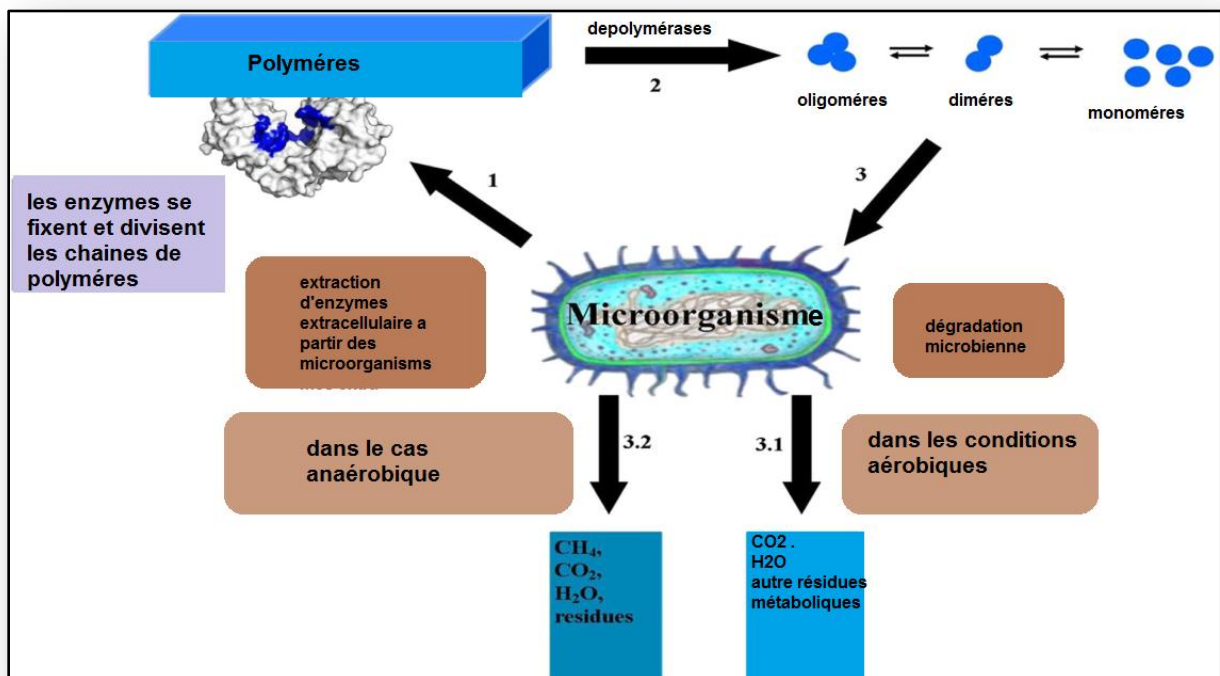 Polyméres
depolymérases
2
oligoméres
diméres
monoméres
1
3
les enzymes se
fixent et divisent
les chaines de
polyméres
extraction
d'enzymes
extracellulaire a
partir des
microorganisms
Microorganisme
dégradation
microbienne
dans le cas
anaérobique
3.2
3.1
dans les conditions
aérobiques
CH₄,
CO₂,
H₂O,
residues
CO2 .
H2O
autre résidues
métaboliques